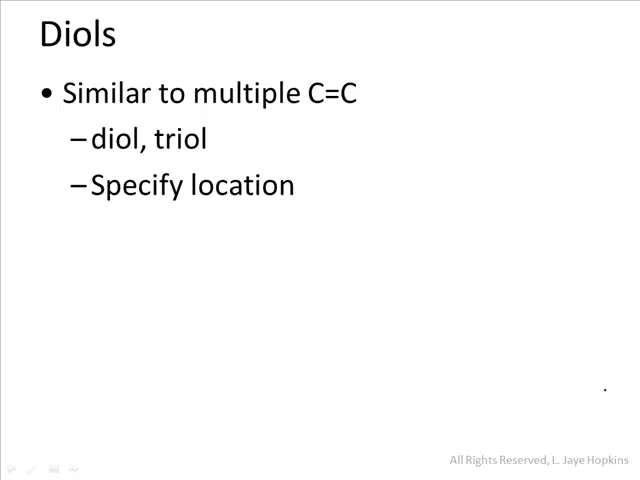 Diols
• Similar to multiple C=C
–diol, triol
–Specify location
All Rights Reserved, L. Jaye Hopkins